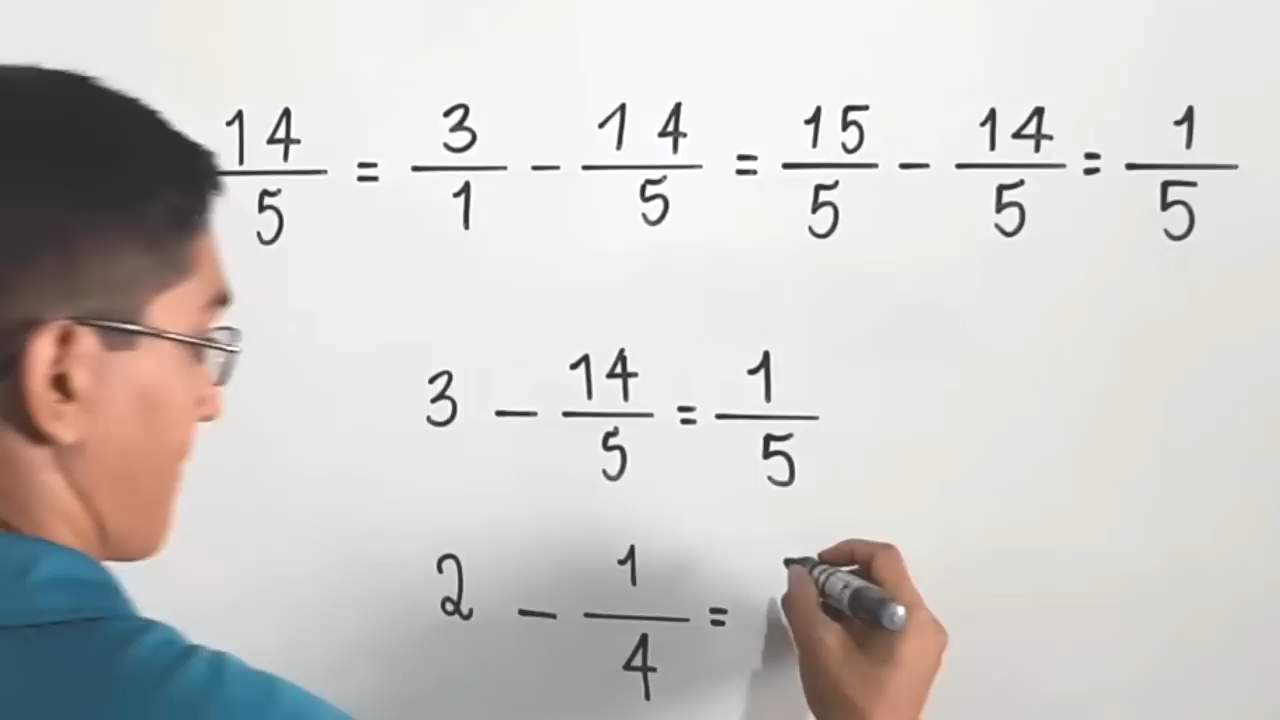 14/5 = 3/1 - 14/5 = 15/5 - 14/5 = 1/5
3 - 14/5 = 1/5
2 - 1/4 =